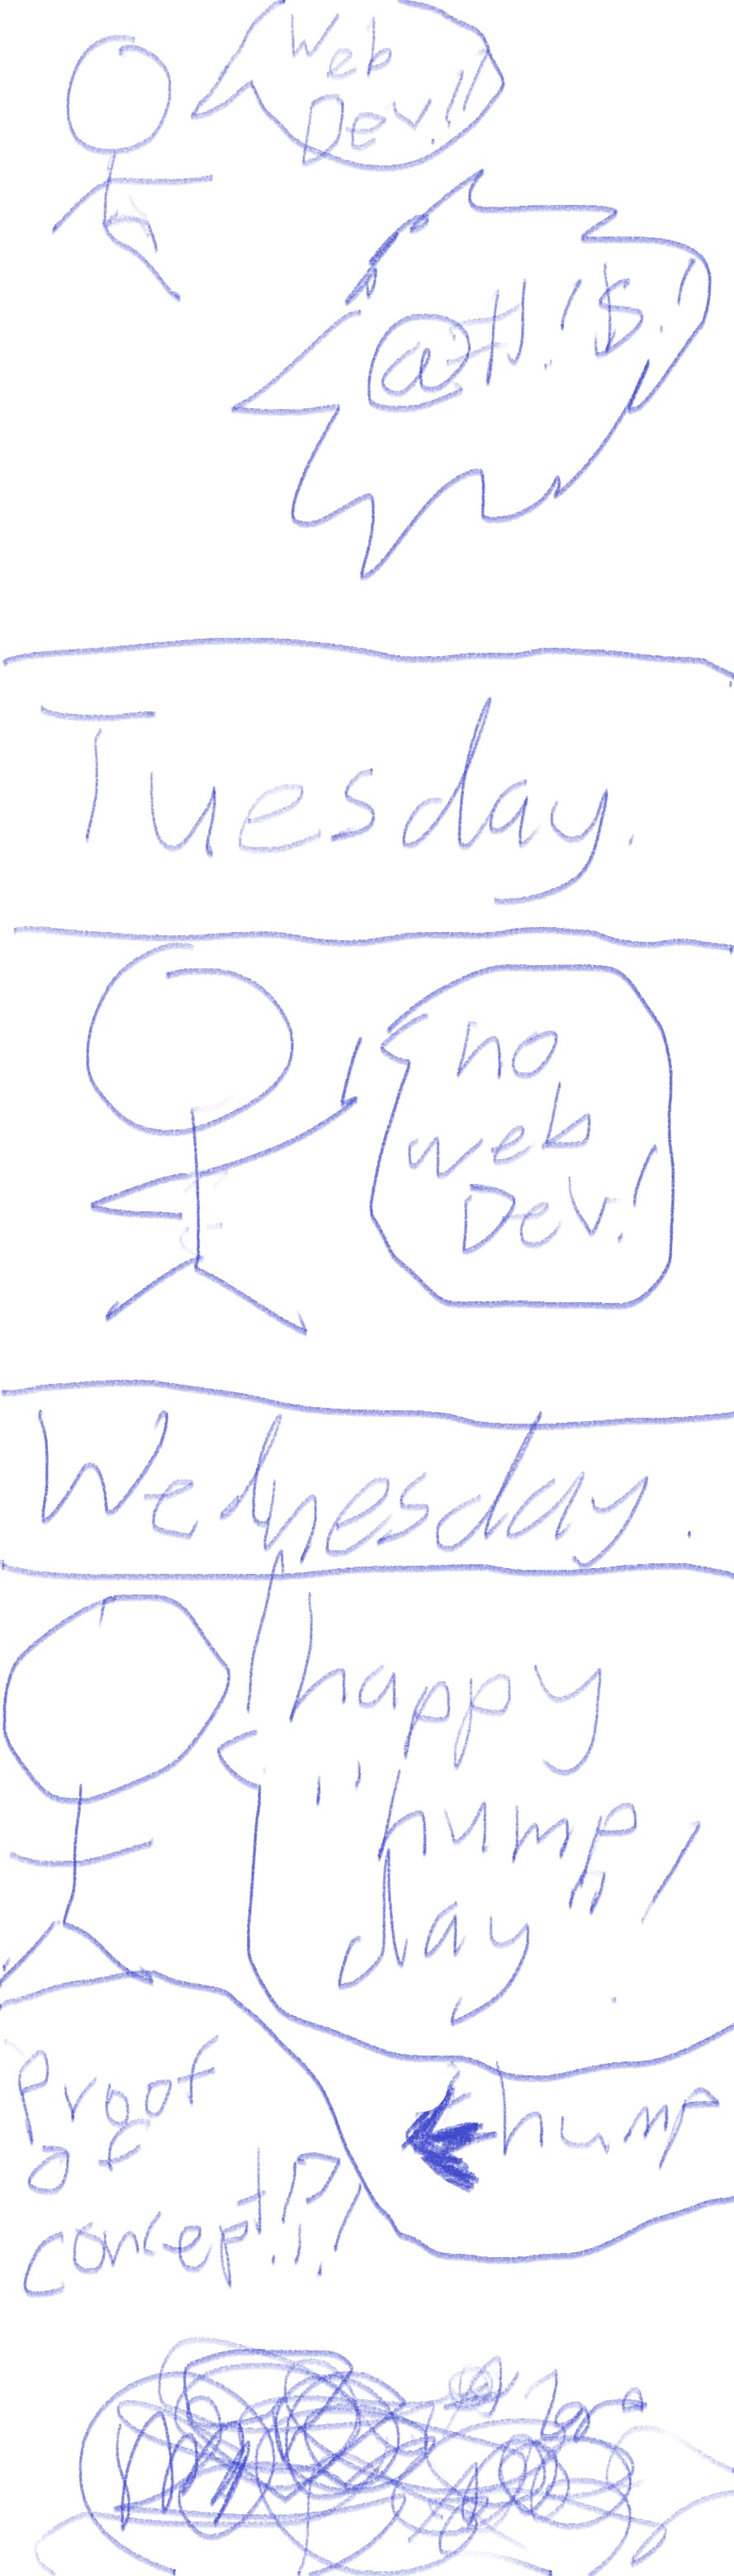 Web
Dev!!
@#!$!
Tuesday.
no
web
Dev!
Wednesday.
happy
"hump
day"!
hump
Proof
of
concept!?!